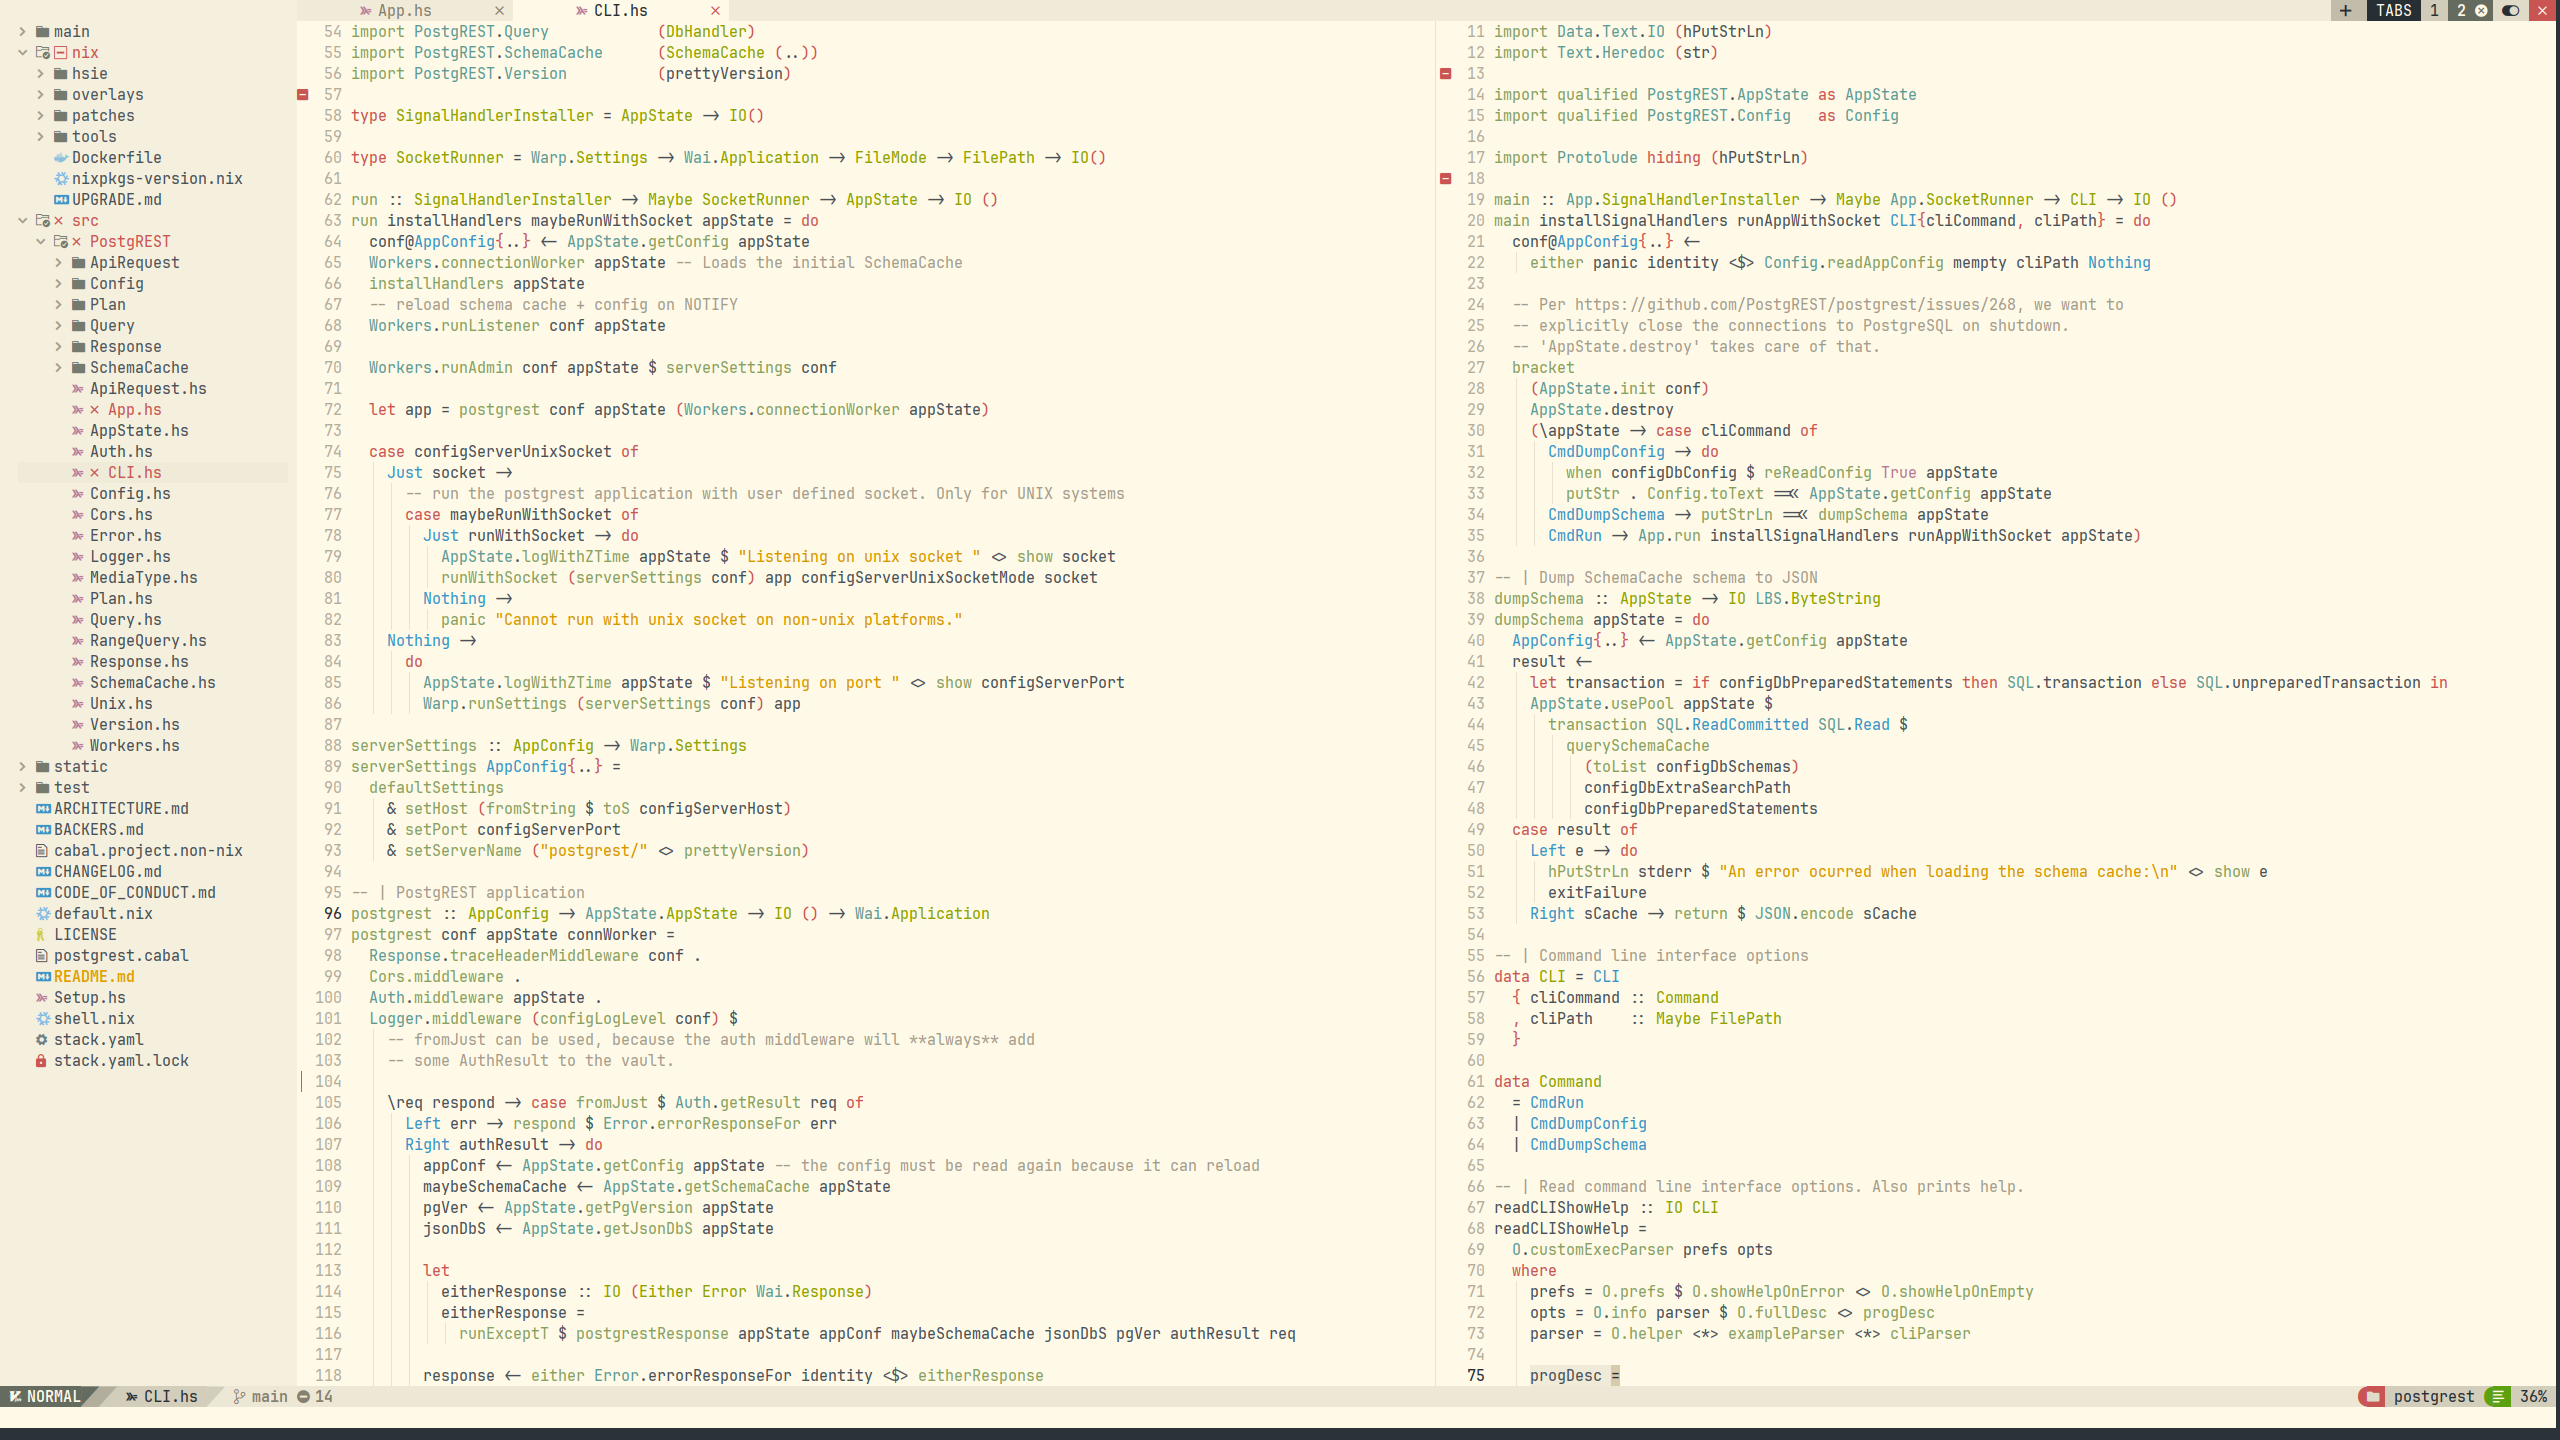 App.hs
CLI.hs
TABS 1 2
main
nix
hsie
overlays
patches
tools
Dockerfile
nixpkgs-version.nix
UPGRADE.md
src
PostgREST
ApiRequest
Config
Plan
Query
Response
SchemaCache
ApiRequest.hs
App.hs
AppState.hs
Auth.hs
CLI.hs
Config.hs
Cors.hs
Error.hs
Logger.hs
MediaType.hs
Plan.hs
Query.hs
RangeQuery.hs
Response.hs
SchemaCache.hs
Unix.hs
Version.hs
Workers.hs
static
test
ARCHITECTURE.md
BACKERS.md
cabal.project.non-nix
CHANGELOG.md
CODE_OF_CONDUCT.md
default.nix
LICENSE
postgrest.cabal
README.md
Setup.hs
shell.nix
stack.yaml
stack.yaml.lock
54 import PostgREST.Query            (DbHandler)
55 import PostgREST.SchemaCache      (SchemaCache (..))
56 import PostgREST.Version          (prettyVersion)
57
58 type SignalHandlerInstaller = AppState -> IO()
59
60 type SocketRunner = Warp.Settings -> Wai.Application -> FileMode -> FilePath -> IO()
61
62 run :: SignalHandlerInstaller -> Maybe SocketRunner -> AppState -> IO ()
63 run installHandlers maybeRunWithSocket appState = do
64   conf@AppConfig{..} <- AppState.getConfig appState
65   Workers.connectionWorker appState -- Loads the initial SchemaCache
66   installHandlers appState
67   -- reload schema cache + config on NOTIFY
68   Workers.runListener conf appState
69
70   Workers.runAdmin conf appState $ serverSettings conf
71
72   let app = postgrest conf appState (Workers.connectionWorker appState)
73
74   case configServerUnixSocket of
75     Just socket ->
76       -- run the postgrest application with user defined socket. Only for UNIX systems
77       case maybeRunWithSocket of
78         Just runWithSocket -> do
79           AppState.logWithZTime appState $ "Listening on unix socket " <> show socket
80           runWithSocket (serverSettings conf) app configServerUnixSocketMode socket
81         Nothing ->
82           panic "Cannot run with unix socket on non-unix platforms."
83     Nothing ->
84       do
85         AppState.logWithZTime appState $ "Listening on port " <> show configServerPort
86         Warp.runSettings (serverSettings conf) app
87
88 serverSettings :: AppConfig -> Warp.Settings
89 serverSettings AppConfig{..} =
90   defaultSettings
91     & setHost (fromString $ toS configServerHost)
92     & setPort configServerPort
93     & setServerName ("postgrest/" <> prettyVersion)
94
95 -- | PostgREST application
96 postgrest :: AppConfig -> AppState.AppState -> IO () -> Wai.Application
97 postgrest conf appState connWorker =
98   Response.traceHeaderMiddleware conf .
99   Cors.middleware .
100   Auth.middleware appState .
101   Logger.middleware (configLogLevel conf) $
102     -- fromJust can be used, because the auth middleware will **always** add
103     -- some AuthResult to the vault.
104
105     \req respond -> case fromJust $ Auth.getResult req of
106       Left err -> respond $ Error.errorResponseFor err
107       Right authResult -> do
108         appConf <- AppState.getConfig appState -- the config must be read again because it can reload
109         maybeSchemaCache <- AppState.getSchemaCache appState
110         pgVer <- AppState.getPgVersion appState
111         jsonDbS <- AppState.getJsonDbS appState
112
113         let
114           eitherResponse :: IO (Either Error Wai.Response)
115           eitherResponse =
116             runExceptT $ postgrestResponse appState appConf maybeSchemaCache jsonDbS pgVer authResult req
117
118         response <- either Error.errorResponseFor identity <$> eitherResponse
11 import Data.Text.IO (hPutStrLn)
12 import Text.Heredoc (str)
13
14 import qualified PostgREST.AppState as AppState
15 import qualified PostgREST.Config   as Config
16
17 import Protolude hiding (hPutStrLn)
18
19 main :: App.SignalHandlerInstaller -> Maybe App.SocketRunner -> CLI -> IO ()
20 main installSignalHandlers runAppWithSocket CLI{cliCommand, cliPath} = do
21   conf@AppConfig{..} <-
22     either panic identity <$> Config.readAppConfig mempty cliPath Nothing
23
24   -- Per https://github.com/PostgREST/postgrest/issues/268, we want to
25   -- explicitly close the connections to PostgreSQL on shutdown.
26   -- 'AppState.destroy' takes care of that.
27   bracket
28     (AppState.init conf)
29     AppState.destroy
30     (\appState -> case cliCommand of
31       CmdDumpConfig -> do
32         when configDbConfig $ reReadConfig True appState
33         putStr . Config.toText =<< AppState.getConfig appState
34       CmdDumpSchema -> putStrLn =<< dumpSchema appState
35       CmdRun -> App.run installSignalHandlers runAppWithSocket appState)
36
37 -- | Dump SchemaCache schema to JSON
38 dumpSchema :: AppState -> IO LBS.ByteString
39 dumpSchema appState = do
40   AppConfig{..} <- AppState.getConfig appState
41   result <-
42     let transaction = if configDbPreparedStatements then SQL.transaction else SQL.unpreparedTransaction in
43     AppState.usePool appState $
44       transaction SQL.ReadCommitted SQL.Read $
45         querySchemaCache
46           (toList configDbSchemas)
47           configDbExtraSearchPath
48           configDbPreparedStatements
49   case result of
50     Left e -> do
51       hPutStrLn stderr $ "An error ocurred when loading the schema cache:\n" <> show e
52       exitFailure
53     Right sCache -> return $ JSON.encode sCache
54
55 -- | Command line interface options
56 data CLI = CLI
57   { cliCommand :: Command
58   , cliPath    :: Maybe FilePath
59   }
60
61 data Command
62   = CmdRun
63   | CmdDumpConfig
64   | CmdDumpSchema
65
66 -- | Read command line interface options. Also prints help.
67 readCLIShowHelp :: IO CLI
68 readCLIShowHelp =
69   O.customExecParser prefs opts
70   where
71     prefs = O.prefs $ O.showHelpOnError <> O.showHelpOnEmpty
72     opts = O.info parser $ O.fullDesc <> progDesc
73     parser = O.helper <*> exampleParser <*> cliParser
74
75     progDesc =
NORMAL CLI.hs main 14 postgrest 36%